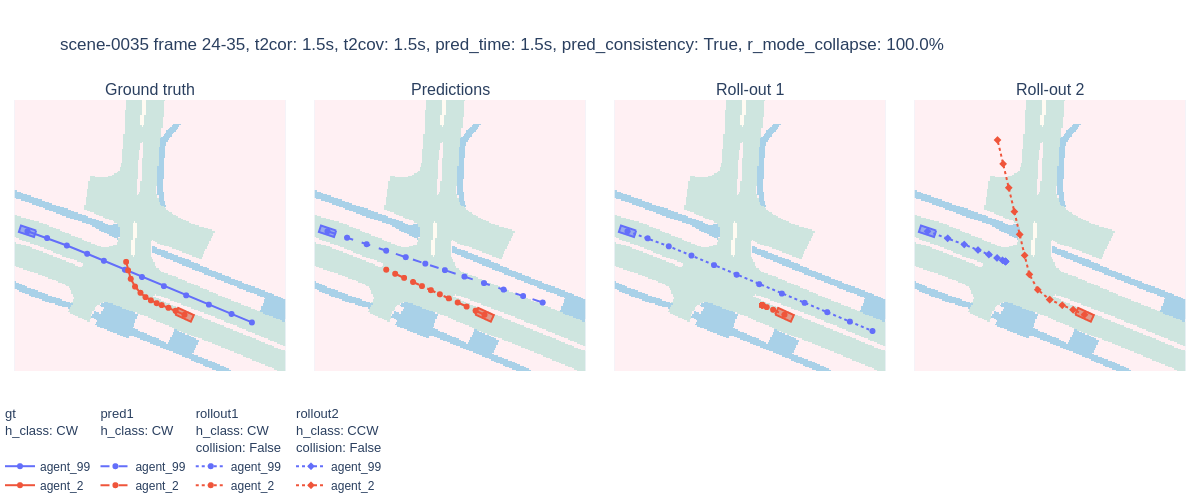 scene-0035 frame 24-35, t2cor: 1.5s, t2cov: 1.5s, pred_time: 1.5s, pred_consistency: True, r_mode_collapse: 100.0%
Ground truth
Predictions
Roll-out 1
Roll-out 2
gt
h_class: CW
agent_99
agent_2
pred1
h_class: CW
agent_99
agent_2
rollout1
h_class: CW
collision: False
agent_99
agent_2
rollout2
h_class: CCW
collision: False
agent_99
agent_2